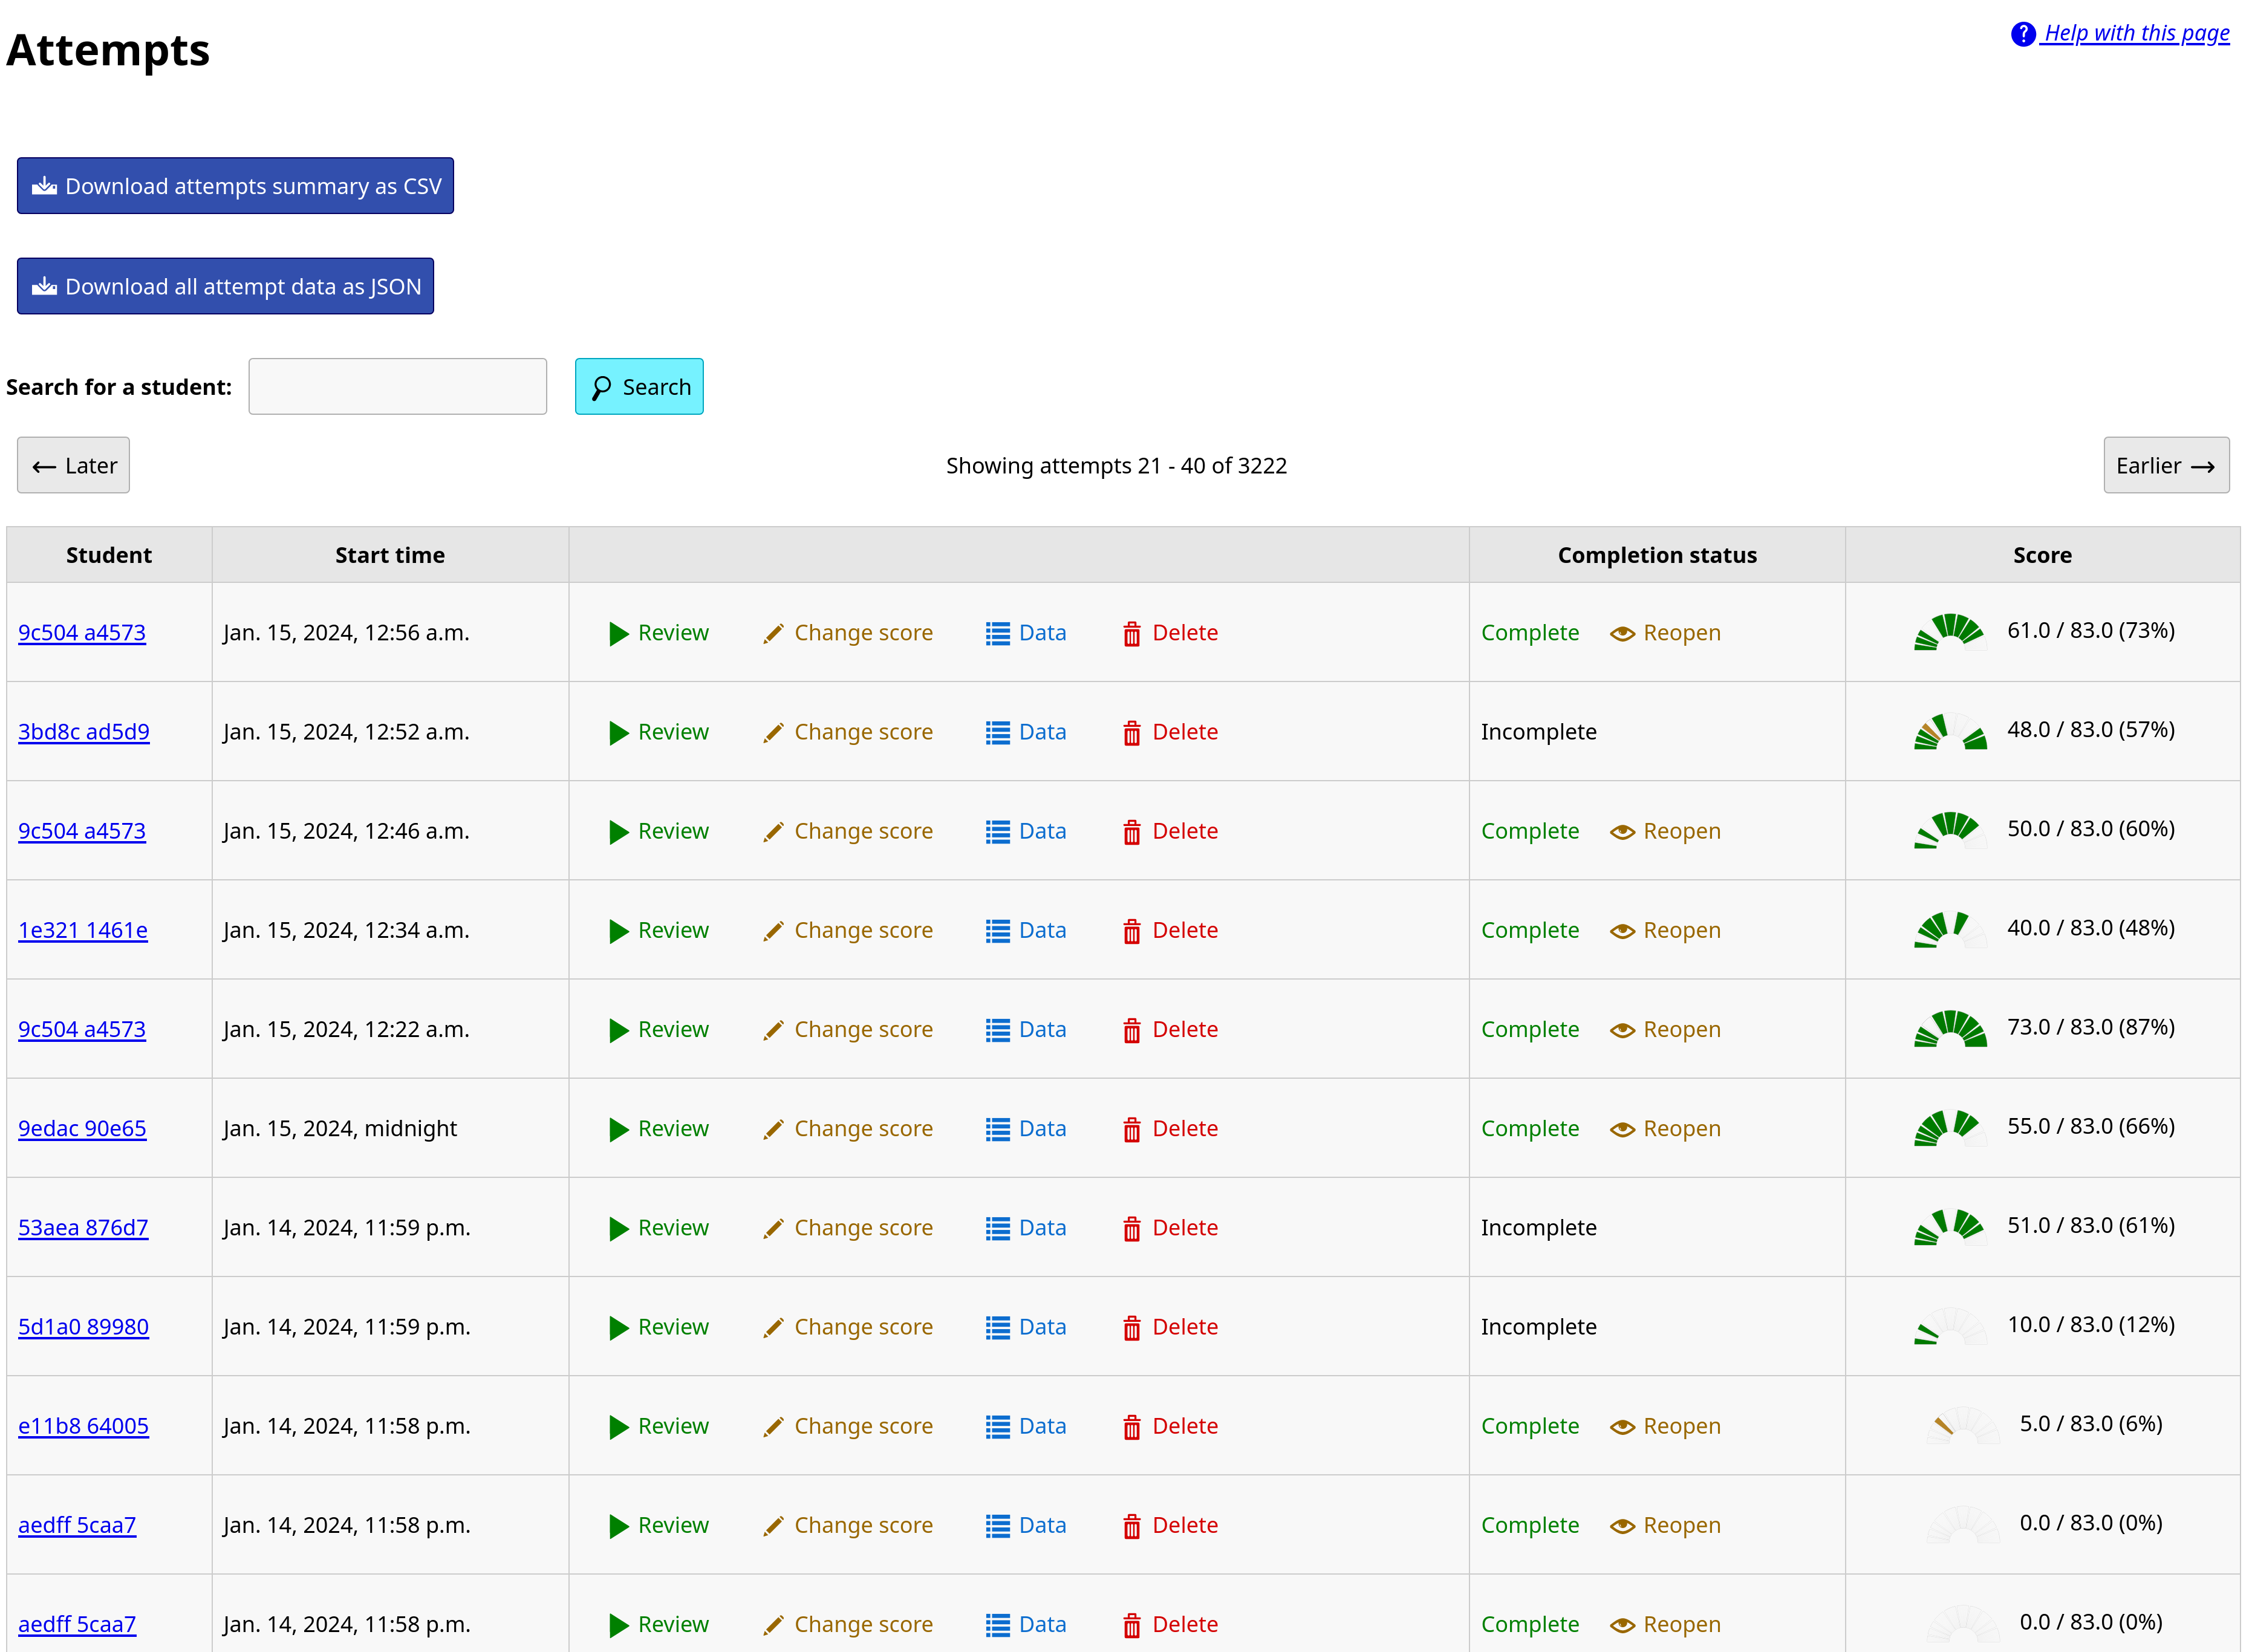 Attempts
Help with this page
Download attempts summary as CSV
Download all attempt data as JSON
Search for a student: Search
Later Showing attempts 21 - 40 of 3222 Earlier
Student Start time Completion status Score
9c504 a4573 Jan. 15, 2024, 12:56 a.m. Review Change score Data Delete Complete Reopen 61.0 / 83.0 (73%)
3bd8c ad5d9 Jan. 15, 2024, 12:52 a.m. Review Change score Data Delete Incomplete 48.0 / 83.0 (57%)
9c504 a4573 Jan. 15, 2024, 12:46 a.m. Review Change score Data Delete Complete Reopen 50.0 / 83.0 (60%)
1e321 1461e Jan. 15, 2024, 12:34 a.m. Review Change score Data Delete Complete Reopen 40.0 / 83.0 (48%)
9c504 a4573 Jan. 15, 2024, 12:22 a.m. Review Change score Data Delete Complete Reopen 73.0 / 83.0 (87%)
9edac 90e65 Jan. 15, 2024, midnight Review Change score Data Delete Complete Reopen 55.0 / 83.0 (66%)
53aea 876d7 Jan. 14, 2024, 11:59 p.m. Review Change score Data Delete Incomplete 51.0 / 83.0 (61%)
5d1a0 89980 Jan. 14, 2024, 11:59 p.m. Review Change score Data Delete Incomplete 10.0 / 83.0 (12%)
e11b8 64005 Jan. 14, 2024, 11:58 p.m. Review Change score Data Delete Complete Reopen 5.0 / 83.0 (6%)
aedff 5caa7 Jan. 14, 2024, 11:58 p.m. Review Change score Data Delete Complete Reopen 0.0 / 83.0 (0%)
aedff 5caa7 Jan. 14, 2024, 11:58 p.m. Review Change score Data Delete Complete Reopen 0.0 / 83.0 (0%)